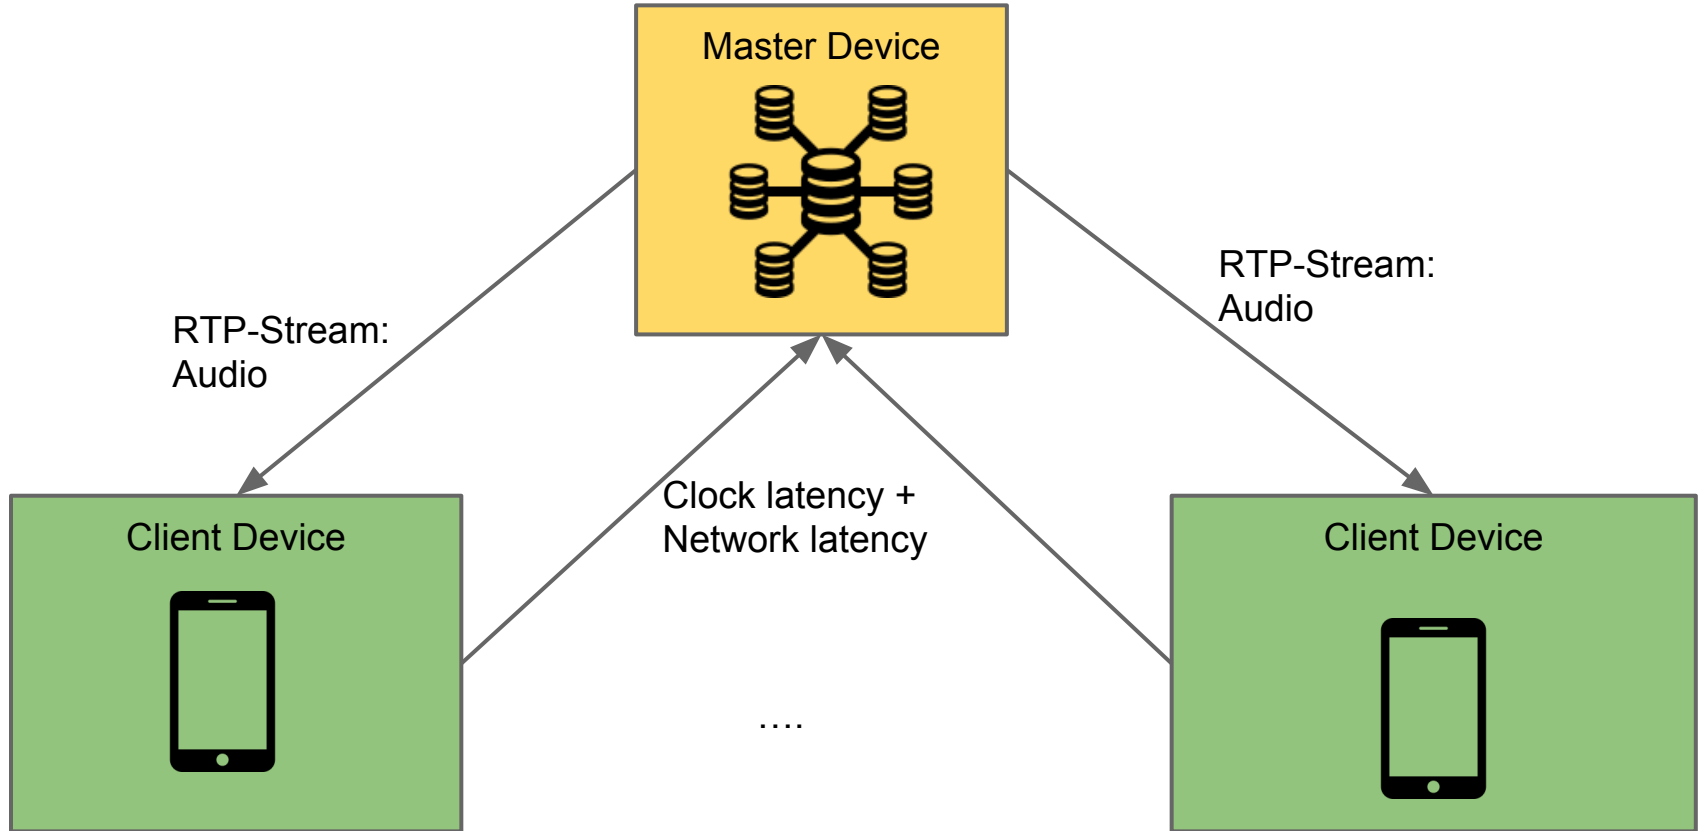 Master Device
RTP-Stream:
Audio
RTP-Stream:
Audio
Clock latency +
Network latency
Client Device
Client Device
....